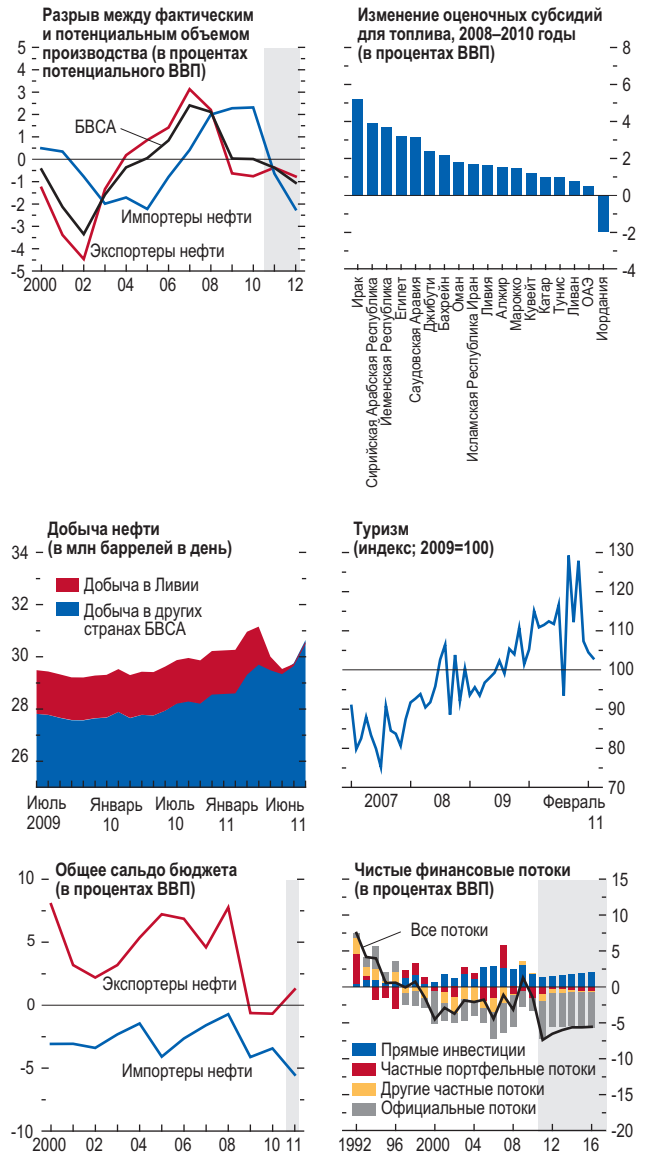 Разрыв между фактическим
и потенциальным объемом
производства (в процентах
потенциального ВВП)
5
4
3
2
1
0
-1
-2
-3
-4
-5
БВСА
Импортеры нефти
Экспортеры нефти
2000 02 04 06 08 10 12
Изменение оценочных субсидий
для топлива, 2008–2010 годы
(в процентах ВВП)
8
6
4
2
0
-2
-4
Ирак
Сирийская Арабская Республика
Йеменская Республика
Египет
Саудовская Аравия
Джибути
Бахрейн
Оман
Исламская Республика Иран
Ливия
Алжир
Марокко
Кувейт
Катар
Тунис
Ливан
ОАЭ
Иордания
Добыча нефти
(в млн баррелей в день)
34
32
30
28
26
Добыча в Ливии
Добыча в других
странах БВСА
Июль Январь Июль Январь Июнь
2009 10 10 11 11
Туризм
(индекс; 2009=100)
130
120
110
100
90
80
70
2007 08 09 Февраль
11
Общее сальдо бюджета
(в процентах ВВП)
10
5
0
-5
-10
Экспортеры нефти
Импортеры нефти
2000 02 04 06 08 10 11
Чистые финансовые потоки
(в процентах ВВП)
15
10
5
0
-5
-10
-15
-20
Все потоки
Прямые инвестиции
Частные портфельные потоки
Другие частные потоки
Официальные потоки
1992 96 2000 04 08 12 16